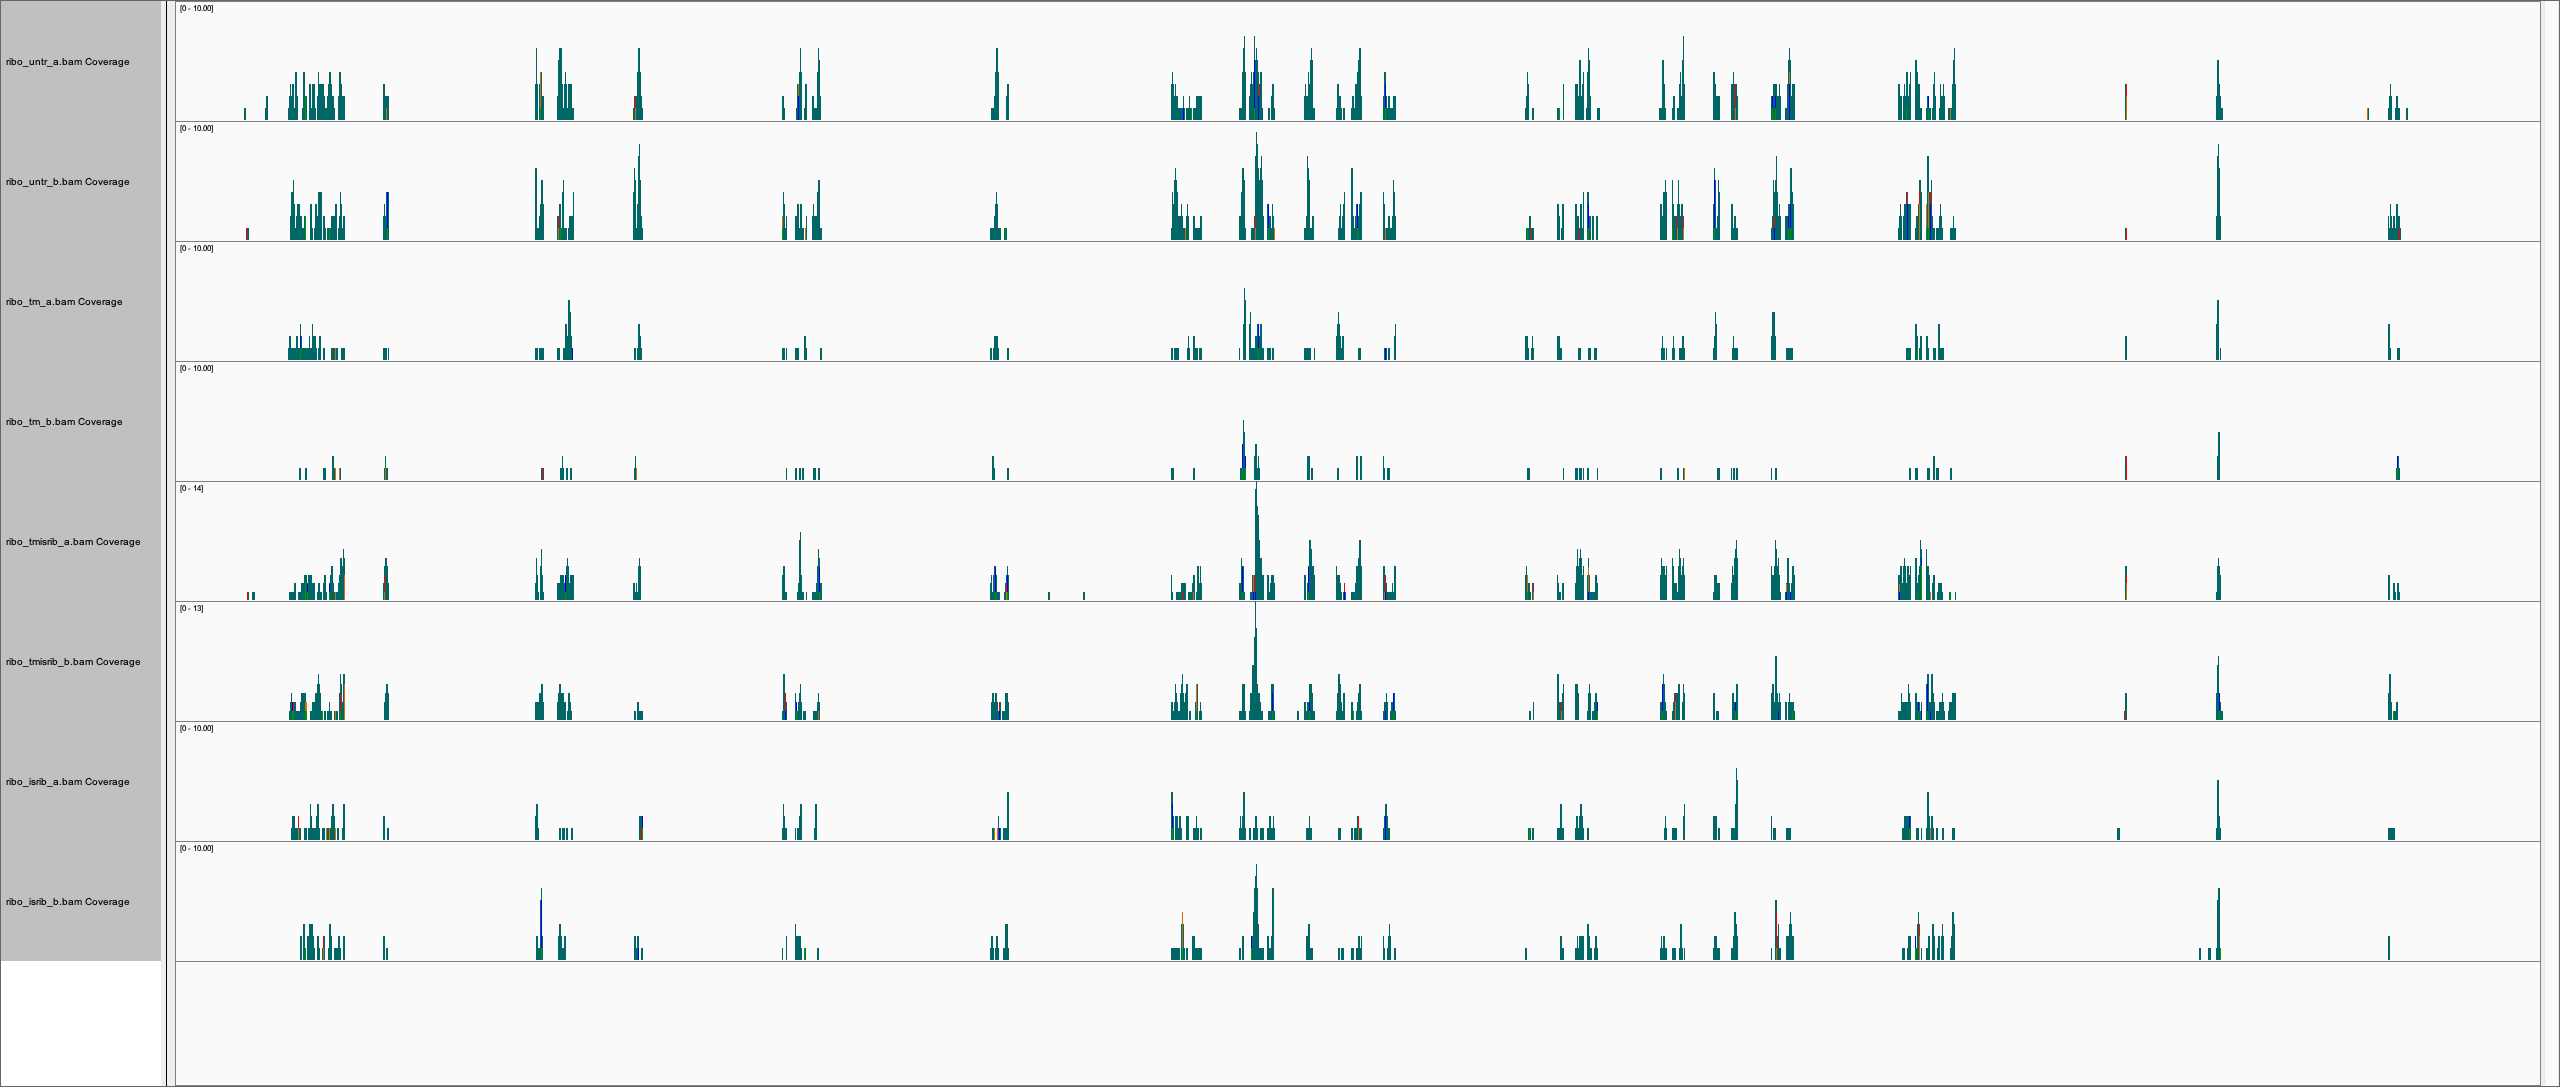 [0 - 10.00]
ribo_untr_a.bam Coverage
[0 - 10.00]
ribo_untr_b.bam Coverage
[0 - 10.00]
ribo_tm_a.bam Coverage
[0 - 10.00]
ribo_tm_b.bam Coverage
[0 - 14]
ribo_tmisrib_a.bam Coverage
[0 - 13]
ribo_tmisrib_b.bam Coverage
[0 - 10.00]
ribo_isrib_a.bam Coverage
[0 - 10.00]
ribo_isrib_b.bam Coverage